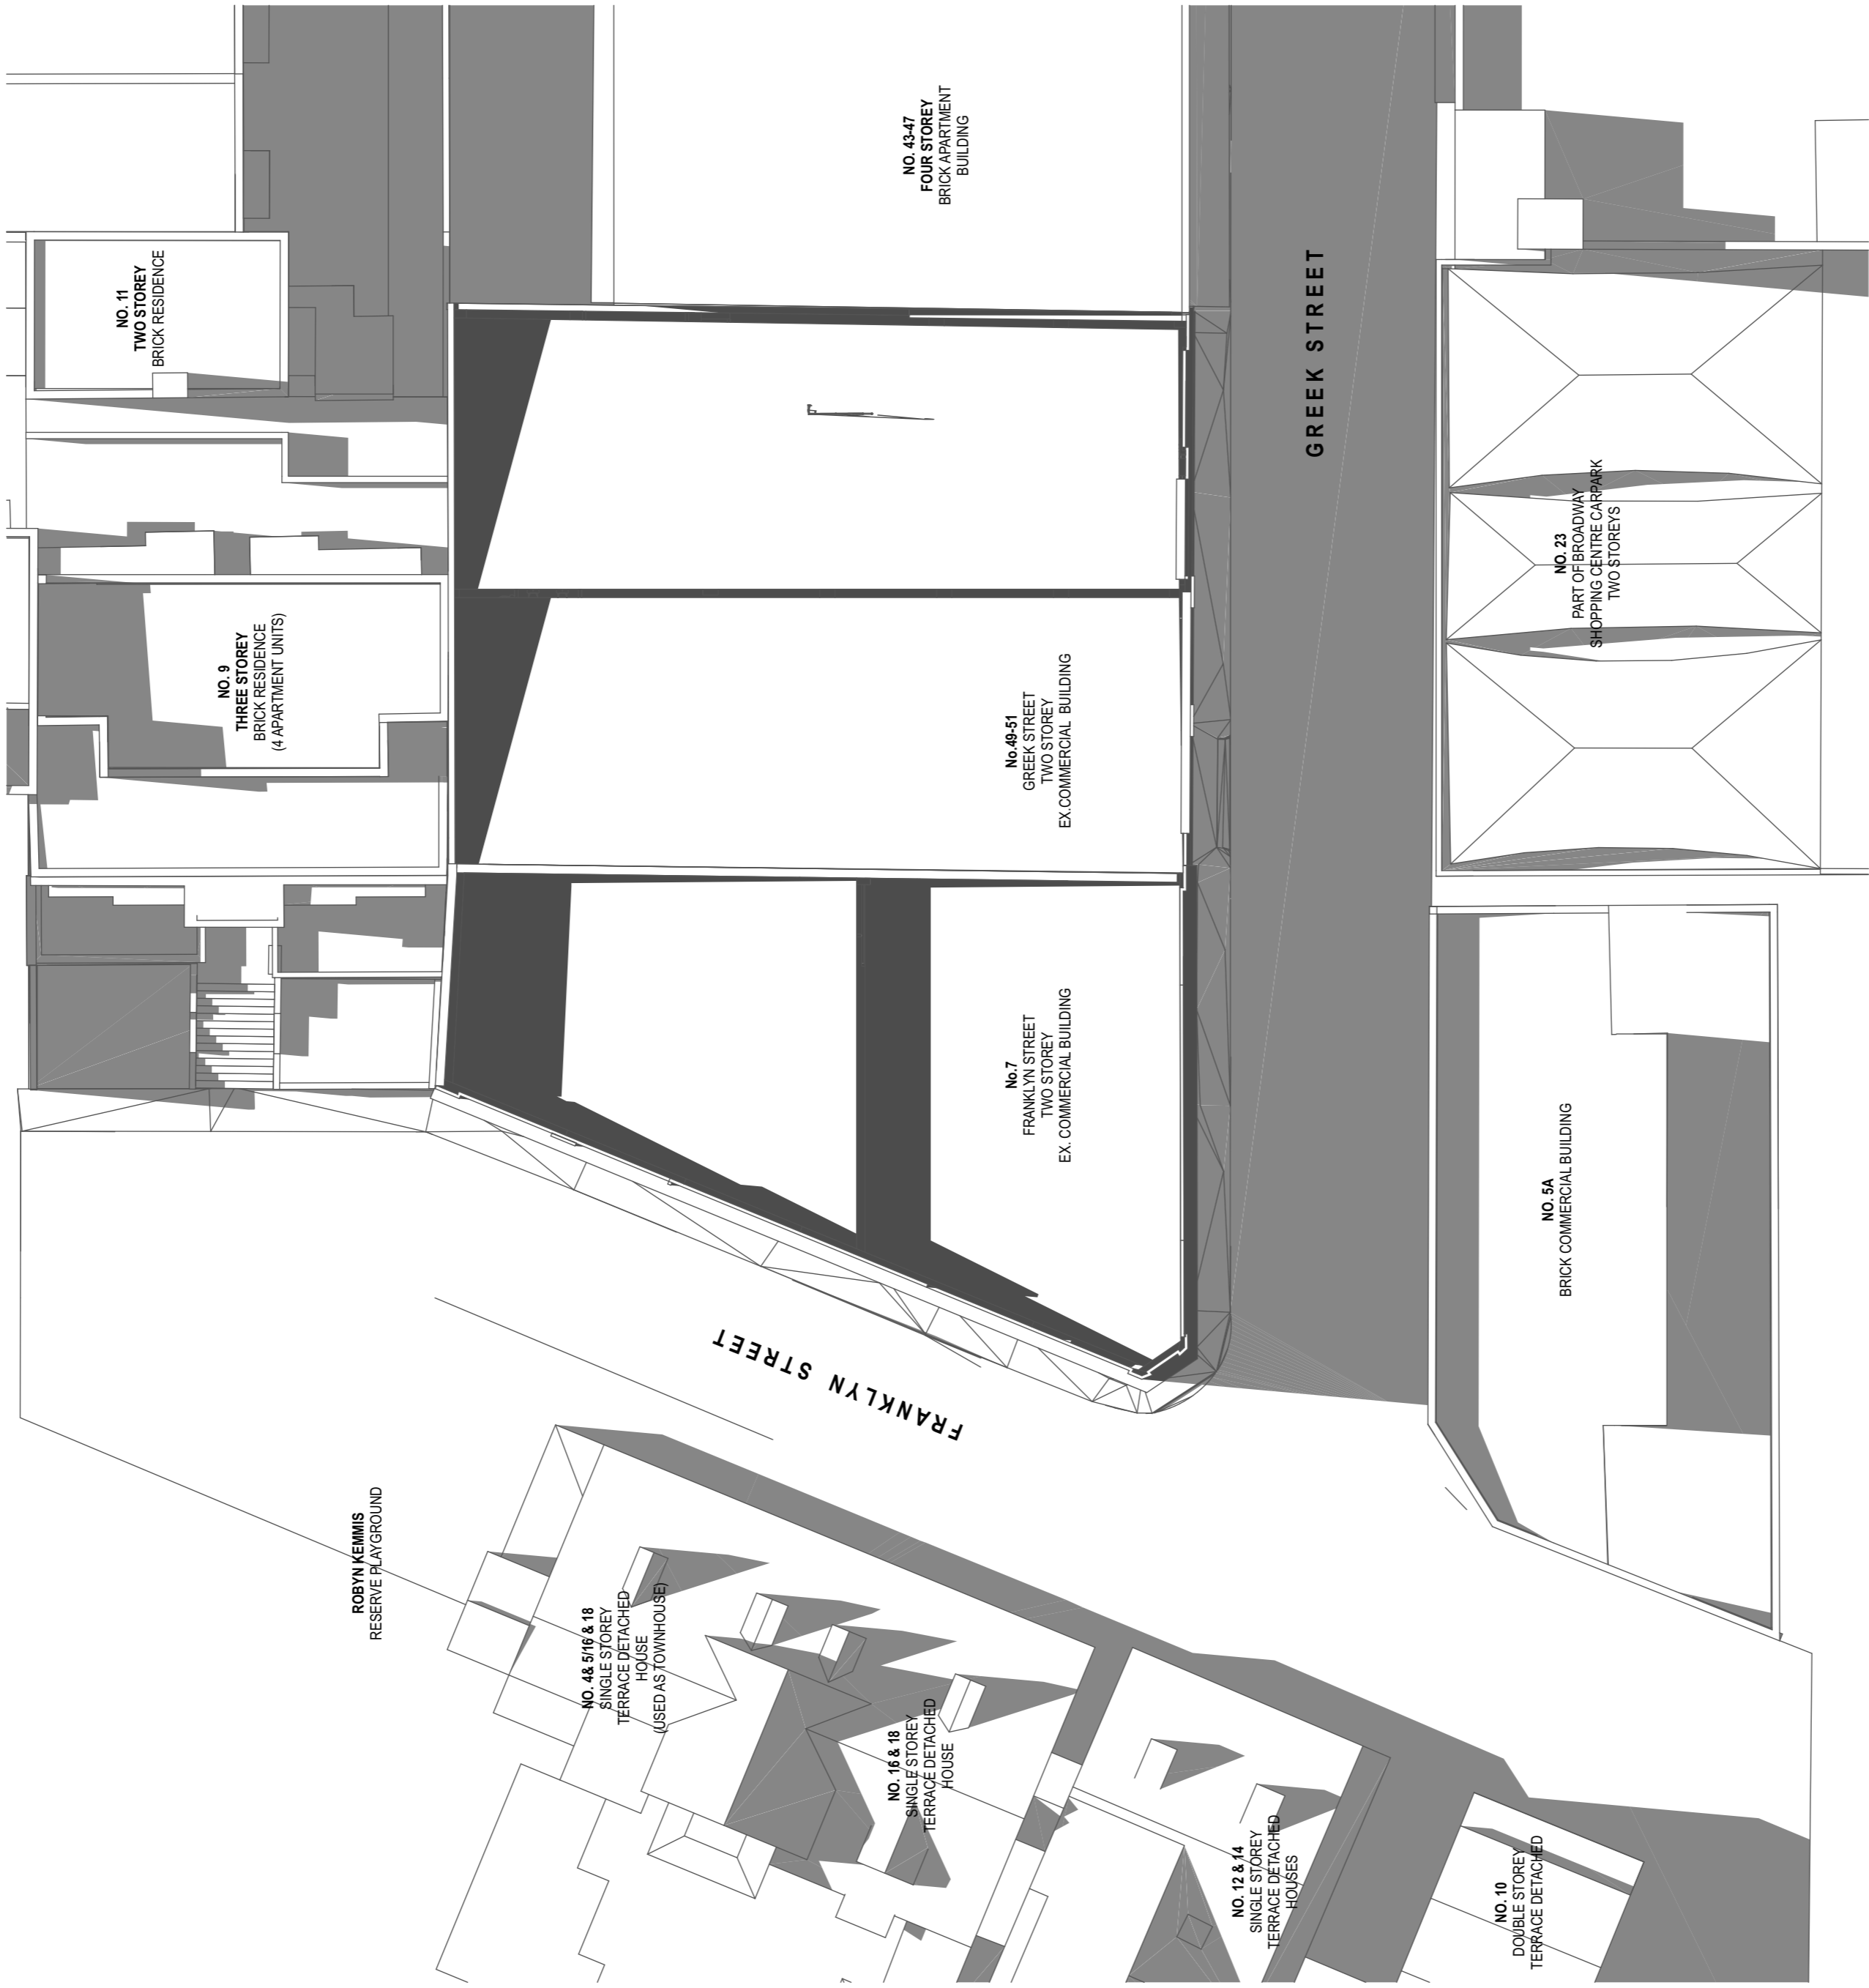 NO. 11
TWO STOREY
BRICK RESIDENCE
NO. 43-47
FOUR STOREY
BRICK APARTMENT
BUILDING
GREEK STREET
NO. 9
THREE STOREY
BRICK RESIDENCE
(4 APARTMENT UNITS)
No.49-51
GREEK STREET
TWO STOREY
EX.COMMERCIAL BUILDING
NO. 23
PART OF BROADWAY
SHOPPING CENTRE CARPARK
TWO STOREYS
No.7
FRANKLYN STREET
TWO STOREY
EX. COMMERCIAL BUILDING
NO. 5A
BRICK COMMERCIAL BUILDING
FRANKLYN STREET
ROBYN KEMMIS
RESERVE PLAYGROUND
NO. 4& 5/16 & 18
SINGLE STOREY
TERRACE DETACHED
HOUSE
(USED AS TOWNHOUSE)
NO. 16 & 18
SINGLE STOREY
TERRACE DETACHED
HOUSE
NO. 12 & 14
SINGLE STOREY
TERRACE DETACHED
HOUSES
NO. 10
DOUBLE STOREY
TERRACE DETACHED